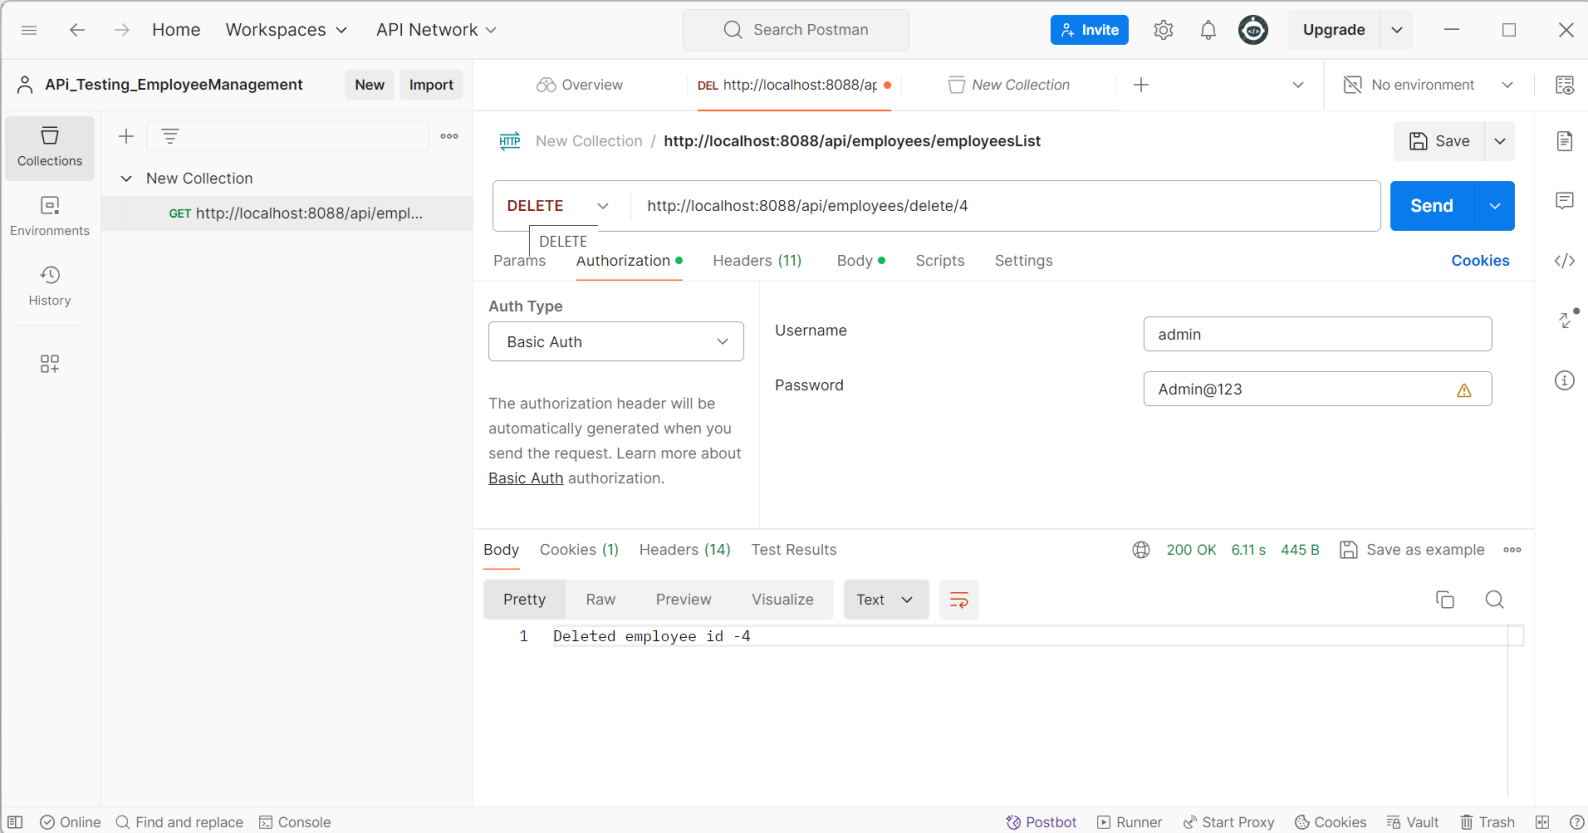 Home Workspaces API Network Search Postman Invite Upgrade
APi_Testing_EmployeeManagement New Import Overview DEL http://localhost:8088/ap New Collection No environment
Collections
New Collection / http://localhost:8088/api/employees/employeesList Save
New Collection
GET http://localhost:8088/api/empl...
DELETE http://localhost:8088/api/employees/delete/4 Send
Environments
DELETE
Params Authorization Headers (11) Body Scripts Settings Cookies
History
Auth Type
Basic Auth
Username admin
Password Admin@123
The authorization header will be
automatically generated when you
send the request. Learn more about
Basic Auth authorization.
Body Cookies (1) Headers (14) Test Results 200 OK 6.11 s 445 B Save as example
Pretty Raw Preview Visualize Text
1 Deleted employee id -4
Online Find and replace Console Postbot Runner Start Proxy Cookies Vault Trash